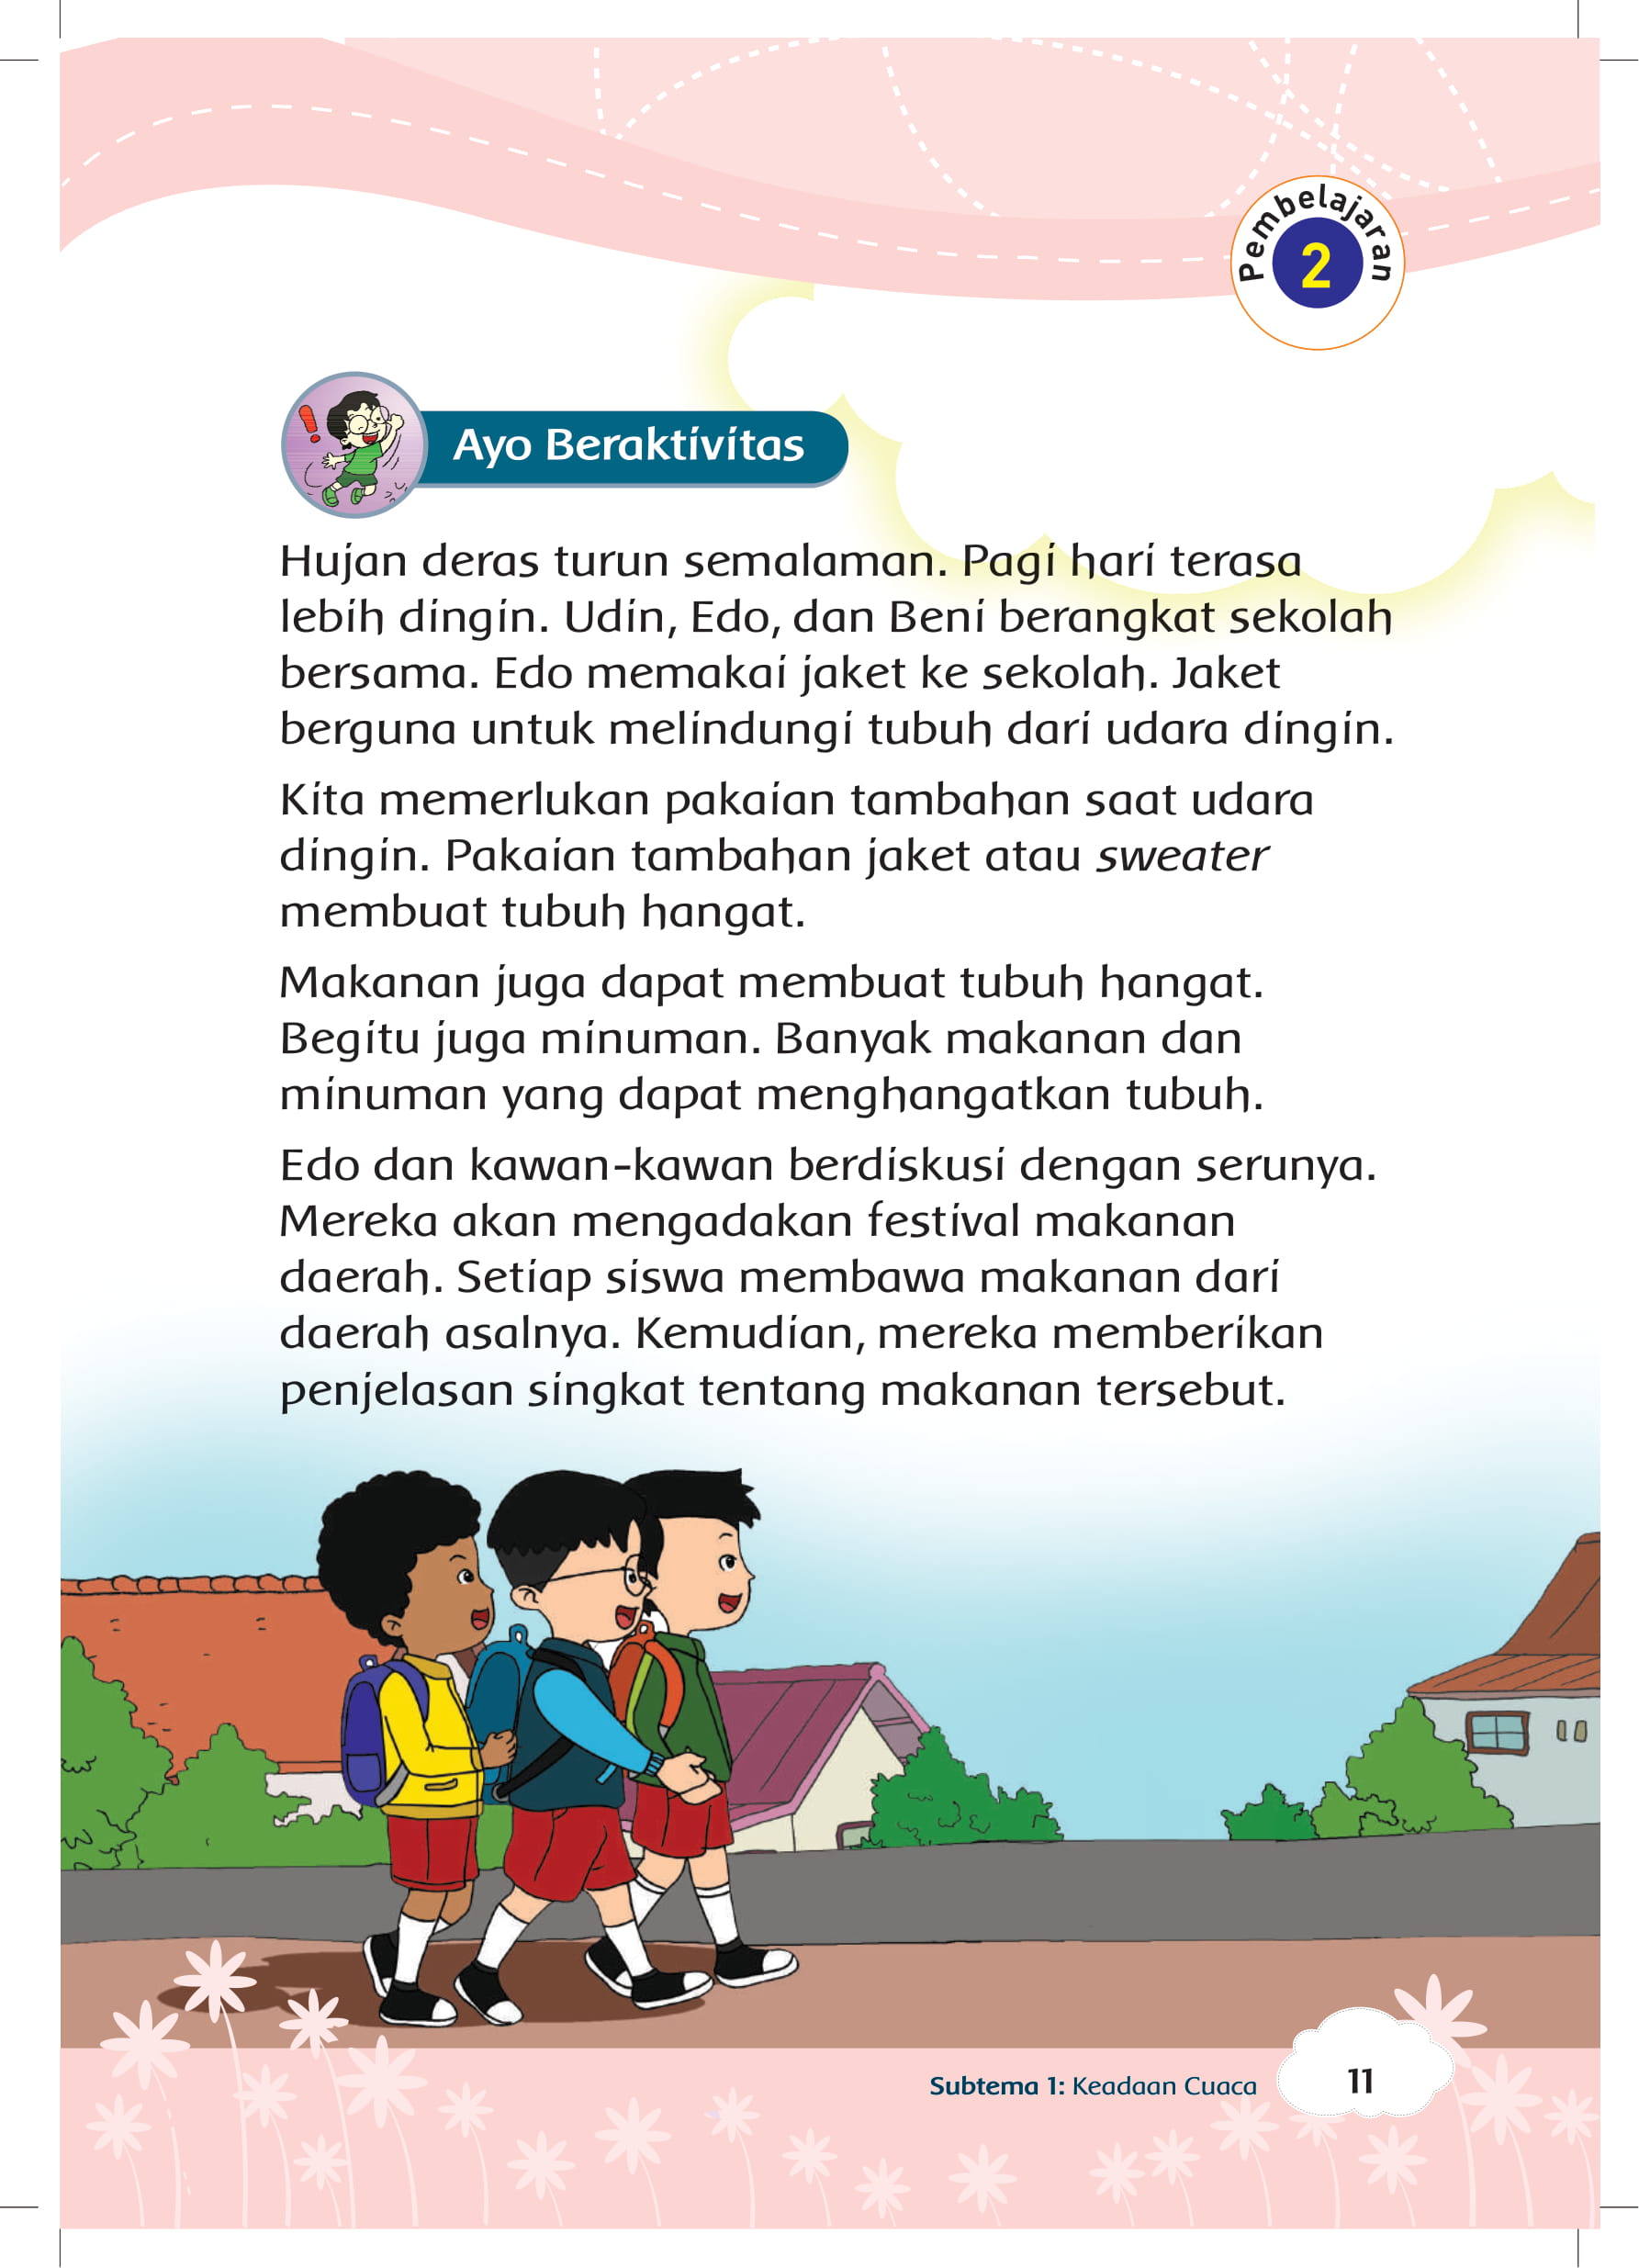 Pembelajaran
2
Ayo Beraktivitas
Hujan deras turun semalaman. Pagi hari terasa
lebih dingin. Udin, Edo, dan Beni berangkat sekolah
bersama. Edo memakai jaket ke sekolah. Jaket
berguna untuk melindungi tubuh dari udara dingin.
Kita memerlukan pakaian tambahan saat udara
dingin. Pakaian tambahan jaket atau sweater
membuat tubuh hangat.
Makanan juga dapat membuat tubuh hangat.
Begitu juga minuman. Banyak makanan dan
minuman yang dapat menghangatkan tubuh.
Edo dan kawan-kawan berdiskusi dengan serunya.
Mereka akan mengadakan festival makanan
daerah. Setiap siswa membawa makanan dari
daerah asalnya. Kemudian, mereka memberikan
penjelasan singkat tentang makanan tersebut.
Subtema 1: Keadaan Cuaca
11